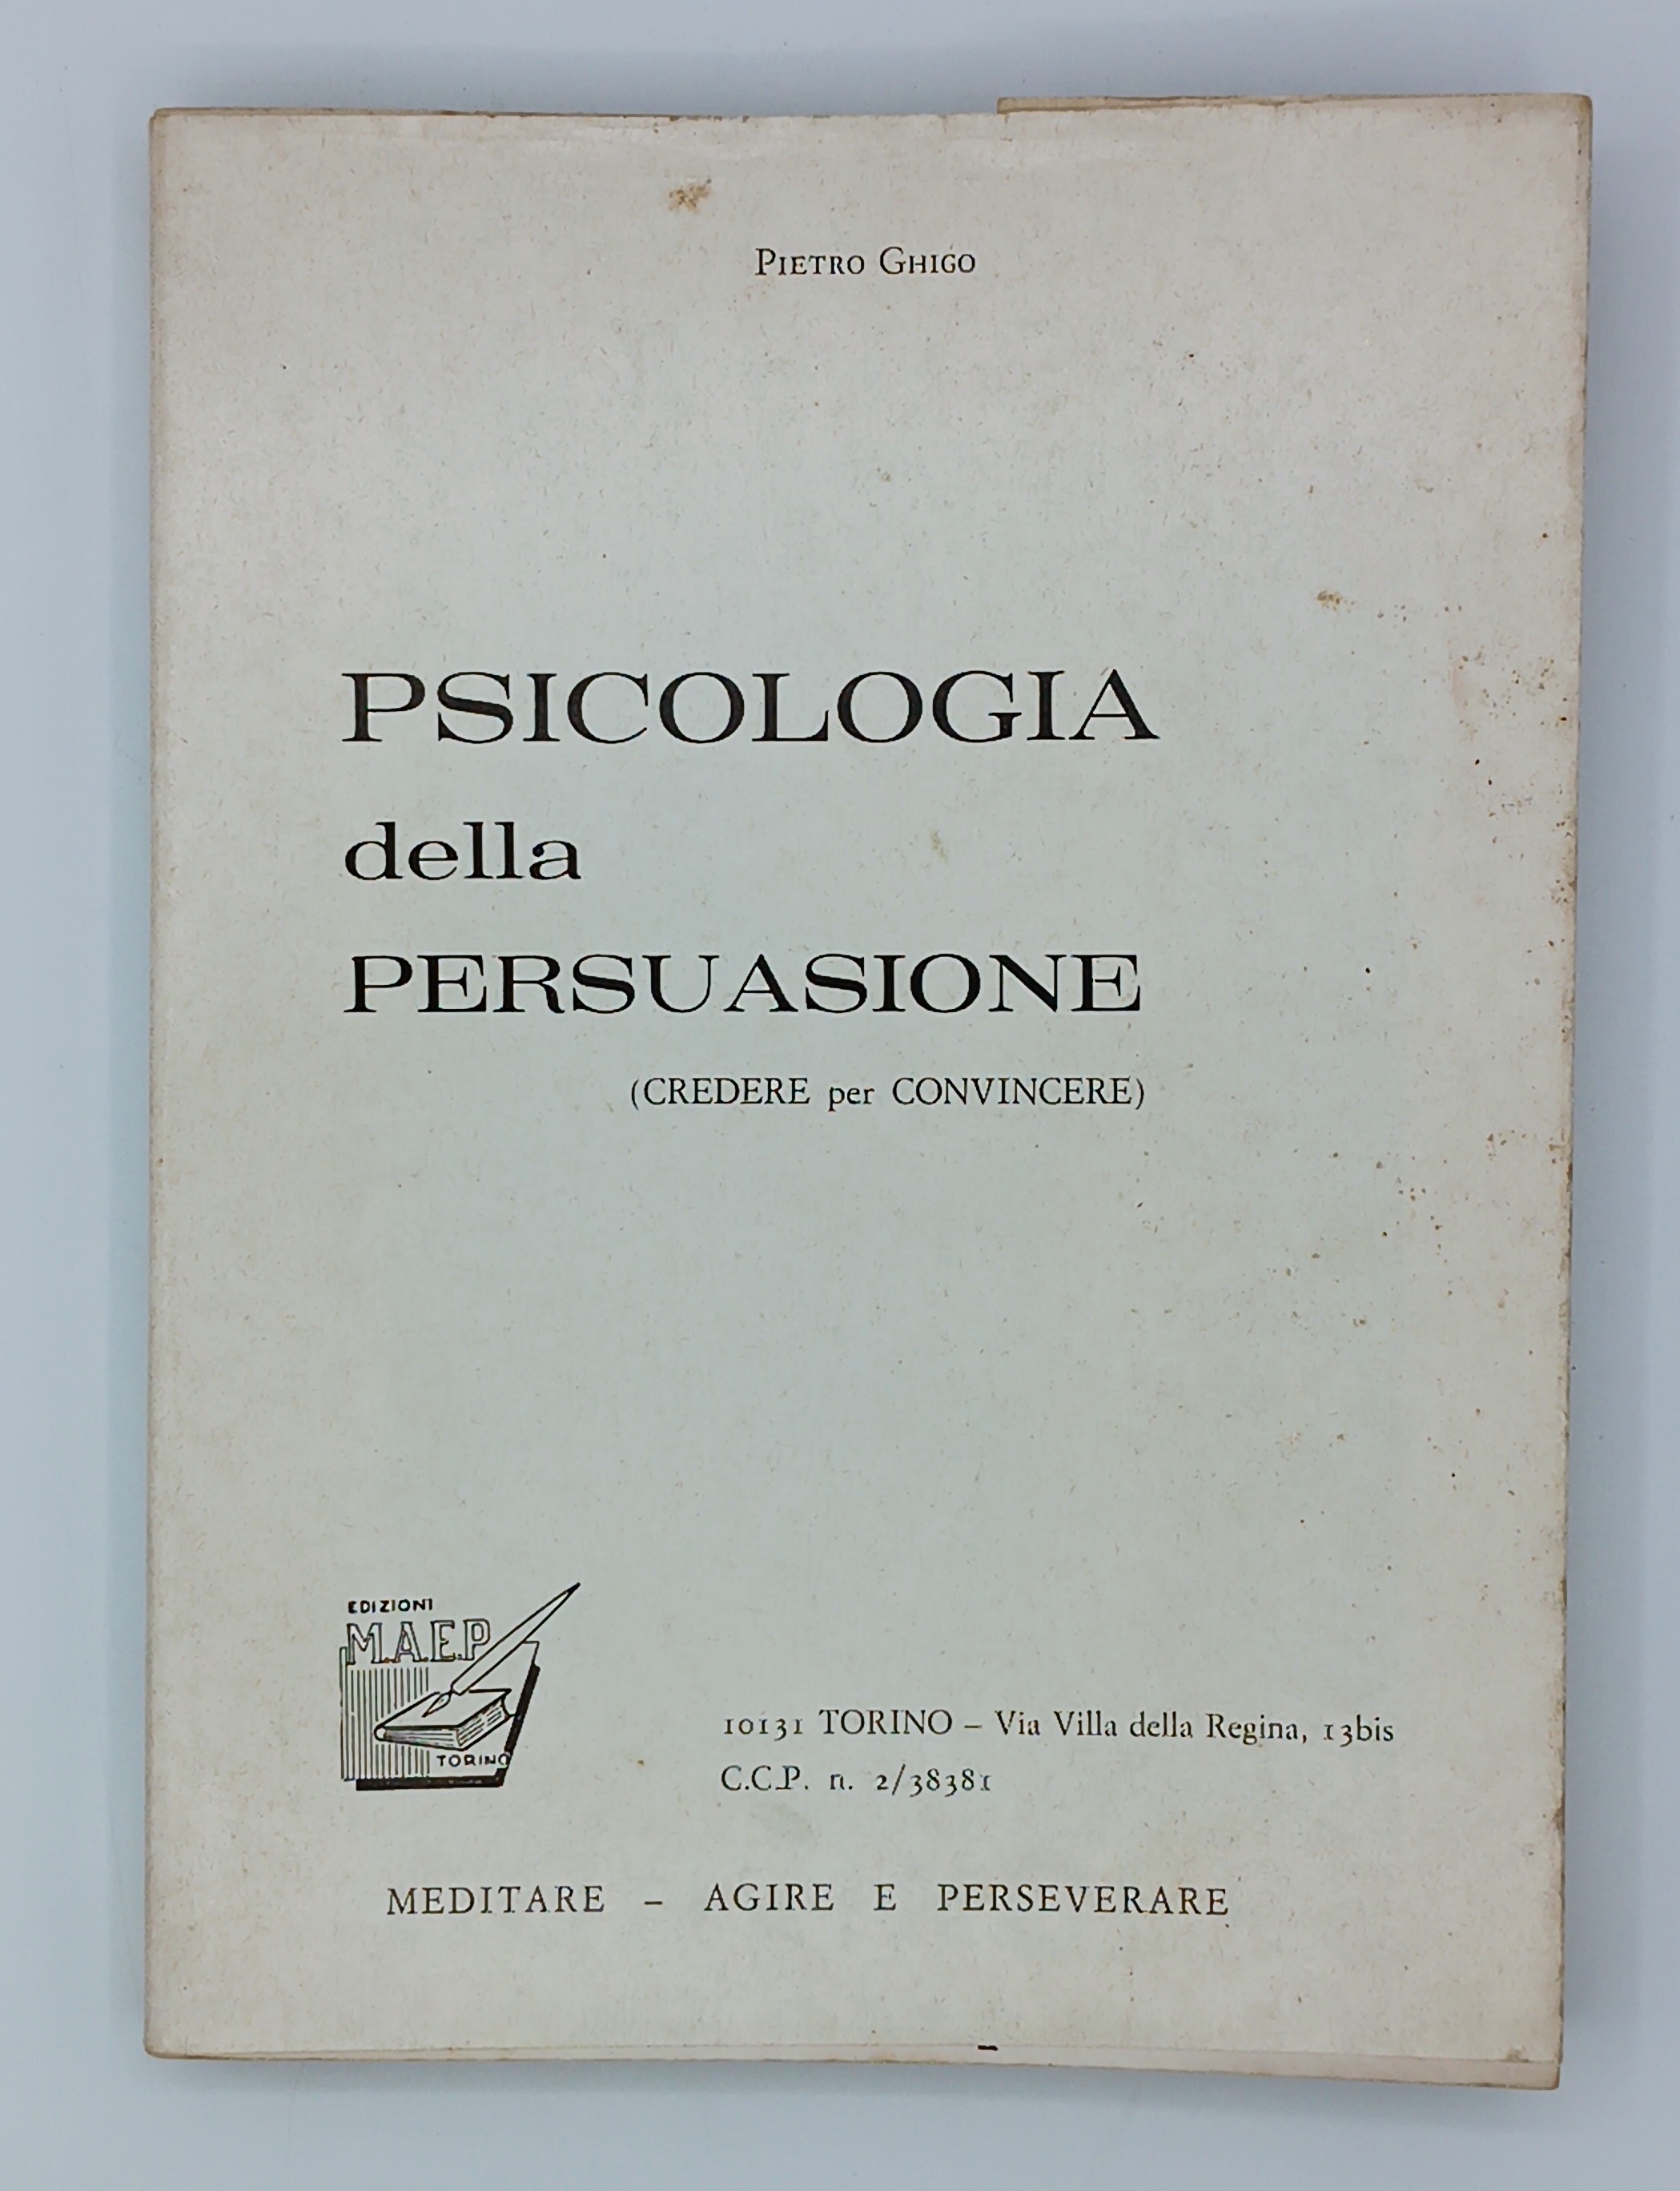 PIETRO GHIGO
PSICOLOGIA
della
PERSUASIONE
(CREDERE per CONVINCERE)
EDIZIONI
M.A.E.P.
TORINO
10131 TORINO – Via Villa della Regina, 13bis
C.C.P. n. 2/38381
MEDITARE – AGIRE E PERSEVERARE